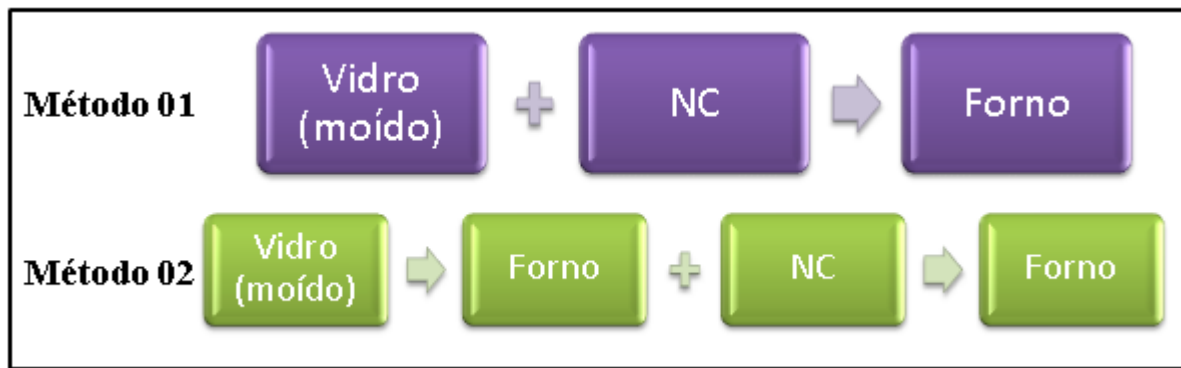 Método 01
Vidro
(moído)
+
NC
Forno
Método 02
Vidro
(moído)
Forno
+
NC
Forno